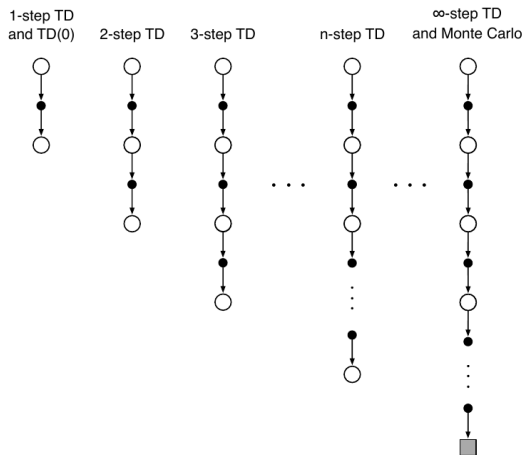 1-step TD
and TD(0)
2-step TD
3-step TD
n-step TD
∞-step TD
and Monte Carlo